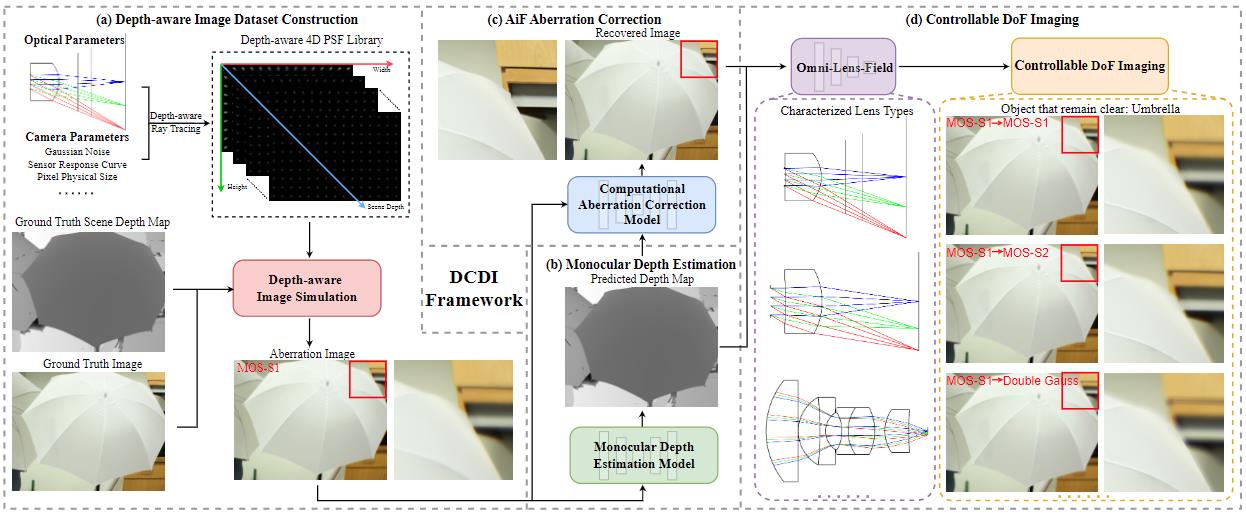 (a) Depth-aware Image Dataset Construction
Optical Parameters
Depth-aware 4D PSF Library
Width
Height
Scene Depth
Depth-aware
Ray Tracing
Camera Parameters
Gaussian Noise
Sensor Response Curve
Pixel Physical Size
......
Ground Truth Scene Depth Map
Depth-aware
Image Simulation
Ground Truth Image
Aberration Image
MOS-S1
(c) AiF Aberration Correction
Recovered Image
Computational
Aberration Correction
Model
DCDI
Framework
(b) Monocular Depth Estimation
Predicted Depth Map
Monocular Depth
Estimation Model
(d) Controllable DoF Imaging
Omni-Lens-Field
Controllable DoF Imaging
Characterized Lens Types
......
Object that remain clear: Umbrella
MOS-S1→MOS-S1
MOS-S1→MOS-S2
MOS-S1→Double Gauss
......